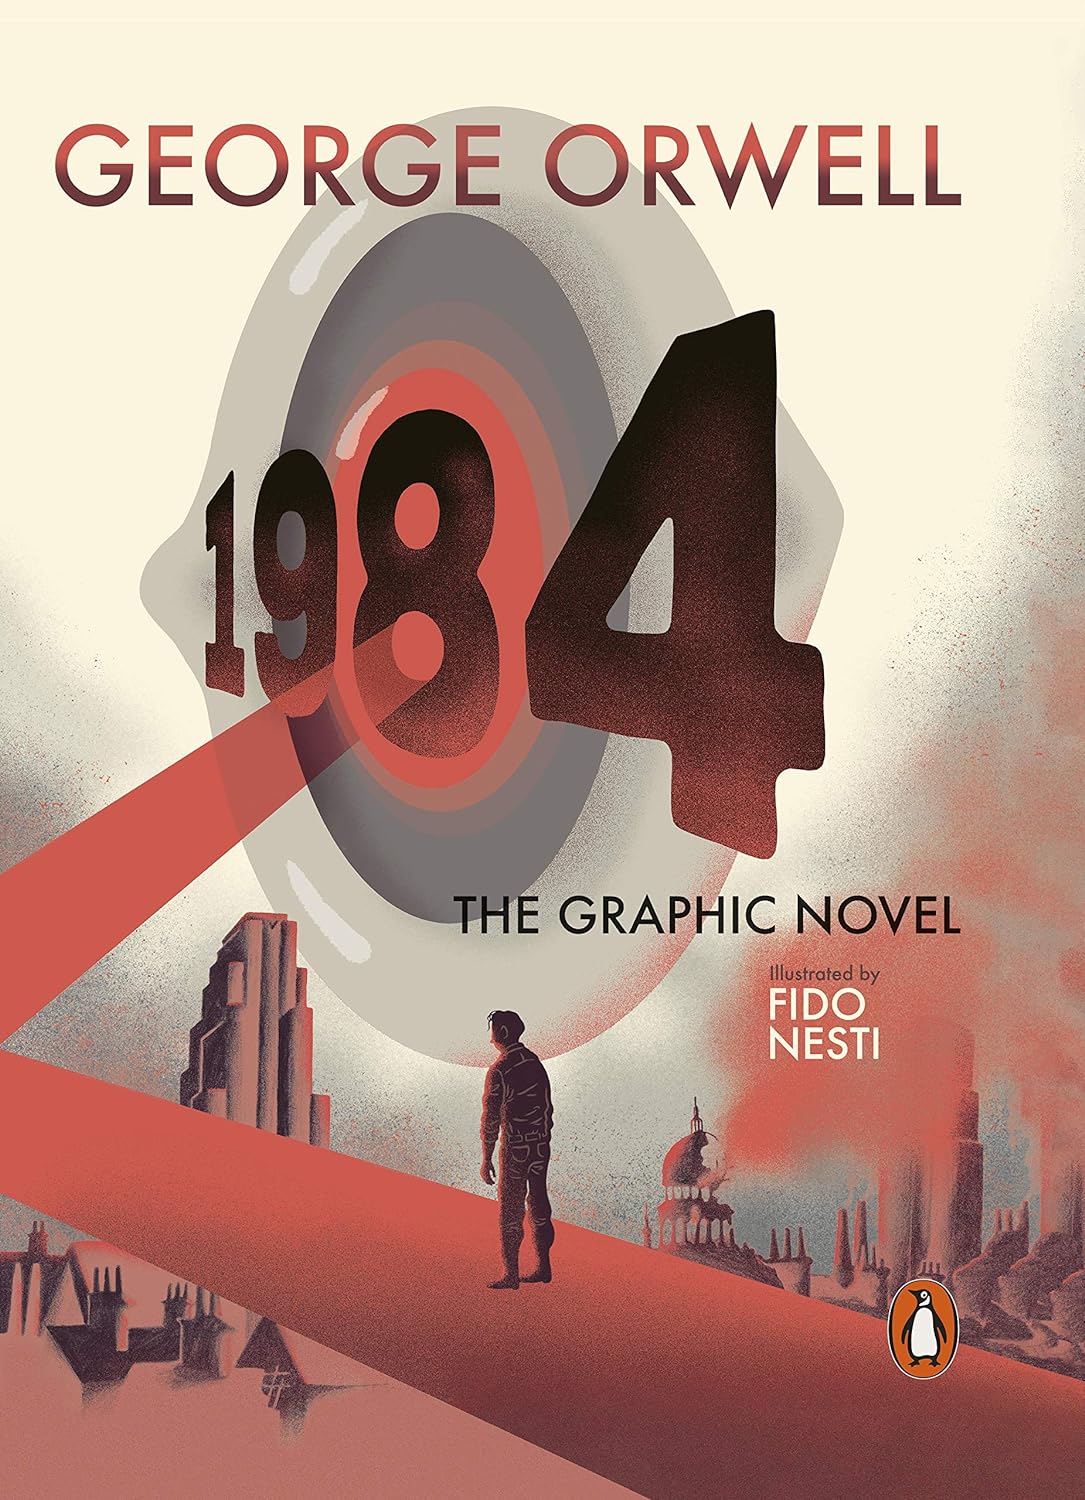 GEORGE ORWELL
1984
THE GRAPHIC NOVEL
Illustrated by
FIDO
NESTI